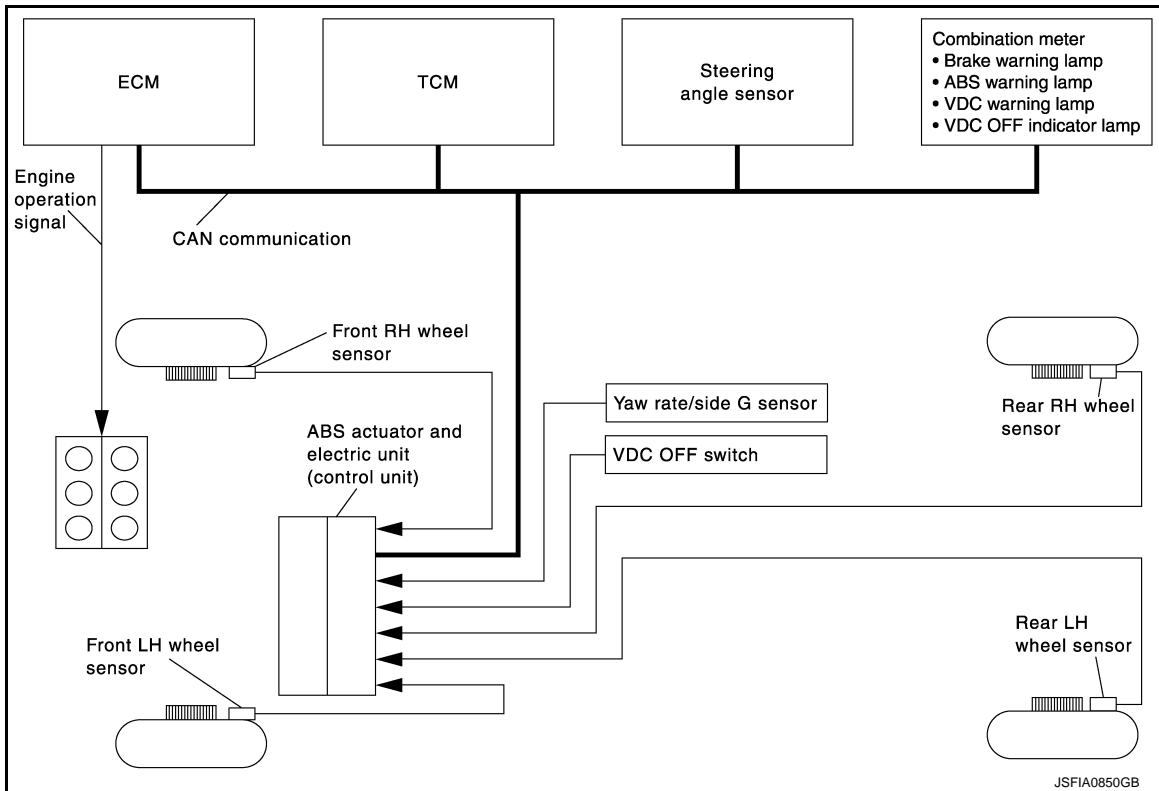 ECM
TCM
Steering
angle sensor
Combination meter
• Brake warning lamp
• ABS warning lamp
• VDC warning lamp
• VDC OFF indicator lamp
Engine
operation
signal
CAN communication
Front RH wheel
sensor
Yaw rate/side G sensor
Rear RH wheel
sensor
ABS actuator and
electric unit
(control unit)
VDC OFF switch
Front LH wheel
sensor
Rear LH
wheel sensor
JSFIA0850GB